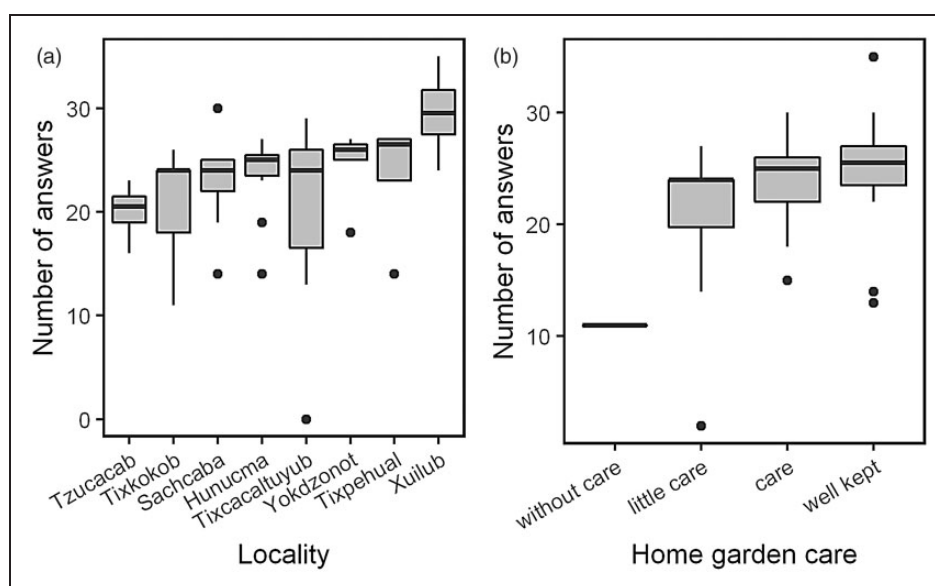 (a)
Number of answers
30
20
10
0
Tzucacab
Tixkokob
Sachcaba
Hunucma
Tixcacaltuyub
Yokdzonot
Tixpehual
Xuilub
Locality
(b)
Number of answers
30
20
10
without care
little care
care
well kept
Home garden care